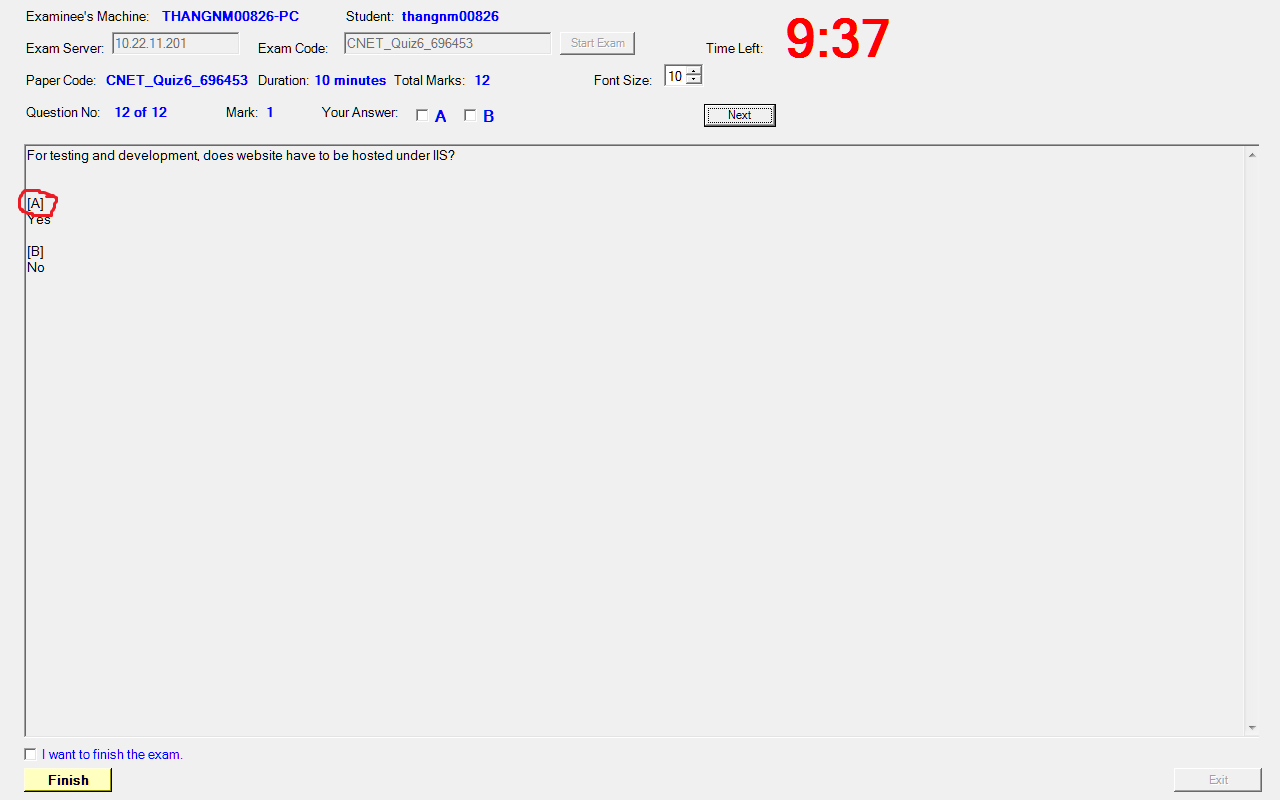 Examinee's Machine: THANGNM00826-PC Student: thangnm00826
Exam Server: 10.22.11.201 Exam Code: CNET_Quiz6_696453 Start Exam Time Left: 9:37
Paper Code: CNET_Quiz6_696453 Duration: 10 minutes Total Marks: 12 Font Size: 10
Question No: 12 of 12 Mark: 1 Your Answer: A B Next
For testing and development, does website have to be hosted under IIS?
[A]
Yes
[B]
No
I want to finish the exam.
Finish Exit